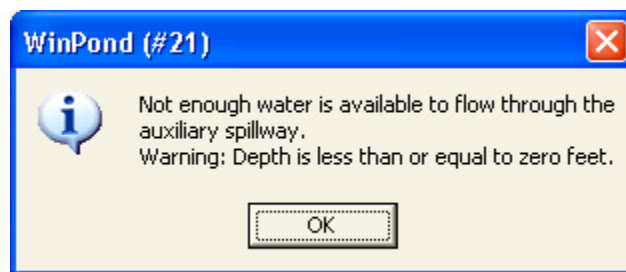 WinPond (#21)
Not enough water is available to flow through the
auxiliary spillway.
Warning: Depth is less than or equal to zero feet.
OK